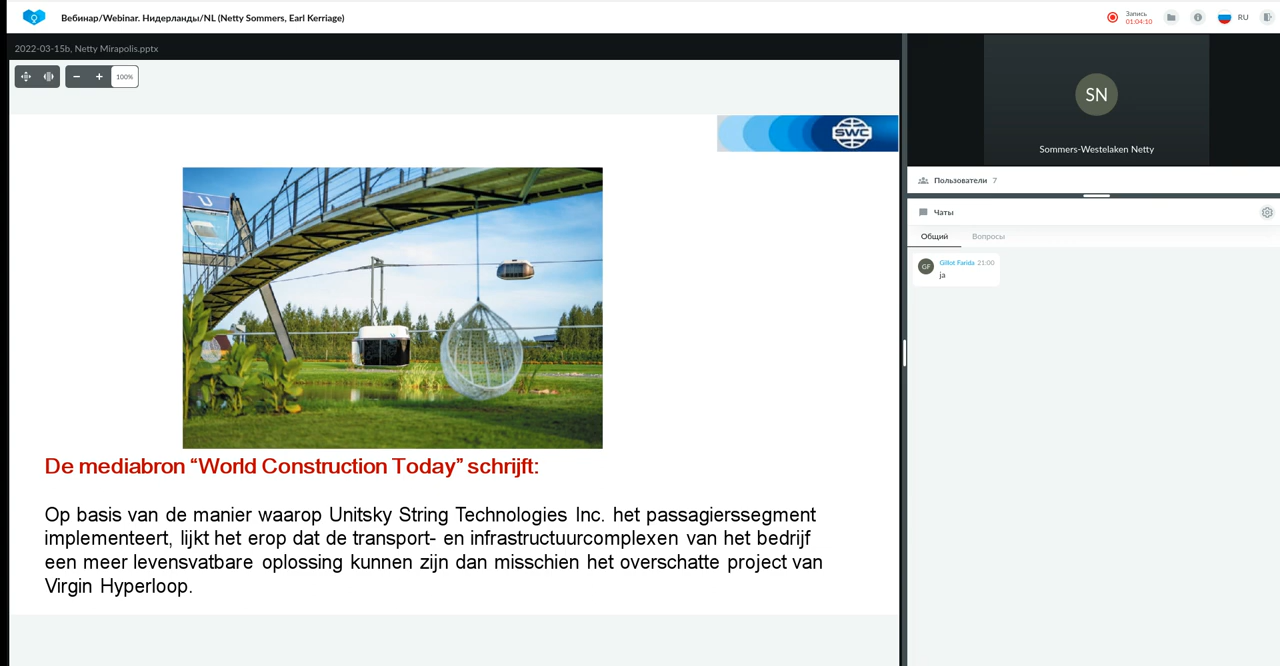 Вебинар/Webinar. Нидерланды/NL (Netty Sommers, Earl Kerriage)
Запись
01:04:10
RU
2022-03-15b, Netty Mirapolis.pptx
100%
SWC
U
SN
Sommers-Westelaken Netty
Пользователи 7
Чаты
Общий
Вопросы
GF
Gillot Farida 21:00
ja
De mediabron “World Construction Today” schrijft:
Op basis van de manier waarop Unitsky String Technologies Inc. het passagierssegment
implementeert, lijkt het erop dat de transport- en infrastructuurcomplexen van het bedrijf
een meer levensvatbare oplossing kunnen zijn dan misschien het overschatte project van
Virgin Hyperloop.